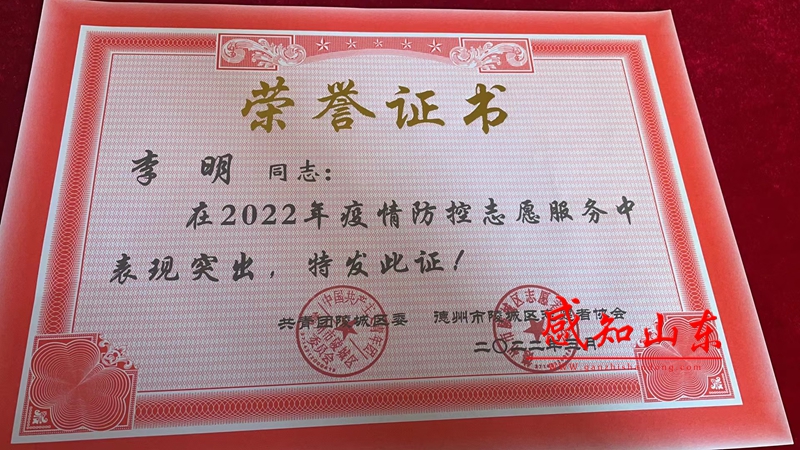 荣誉证书
李 明 同志：
在2022年疫情防控志愿服务中
表现突出，特发此证！
共青团陵城区委 德州市陵城区志愿者协会
二〇二二年三月
感知山东
www.ganzhishandong.com